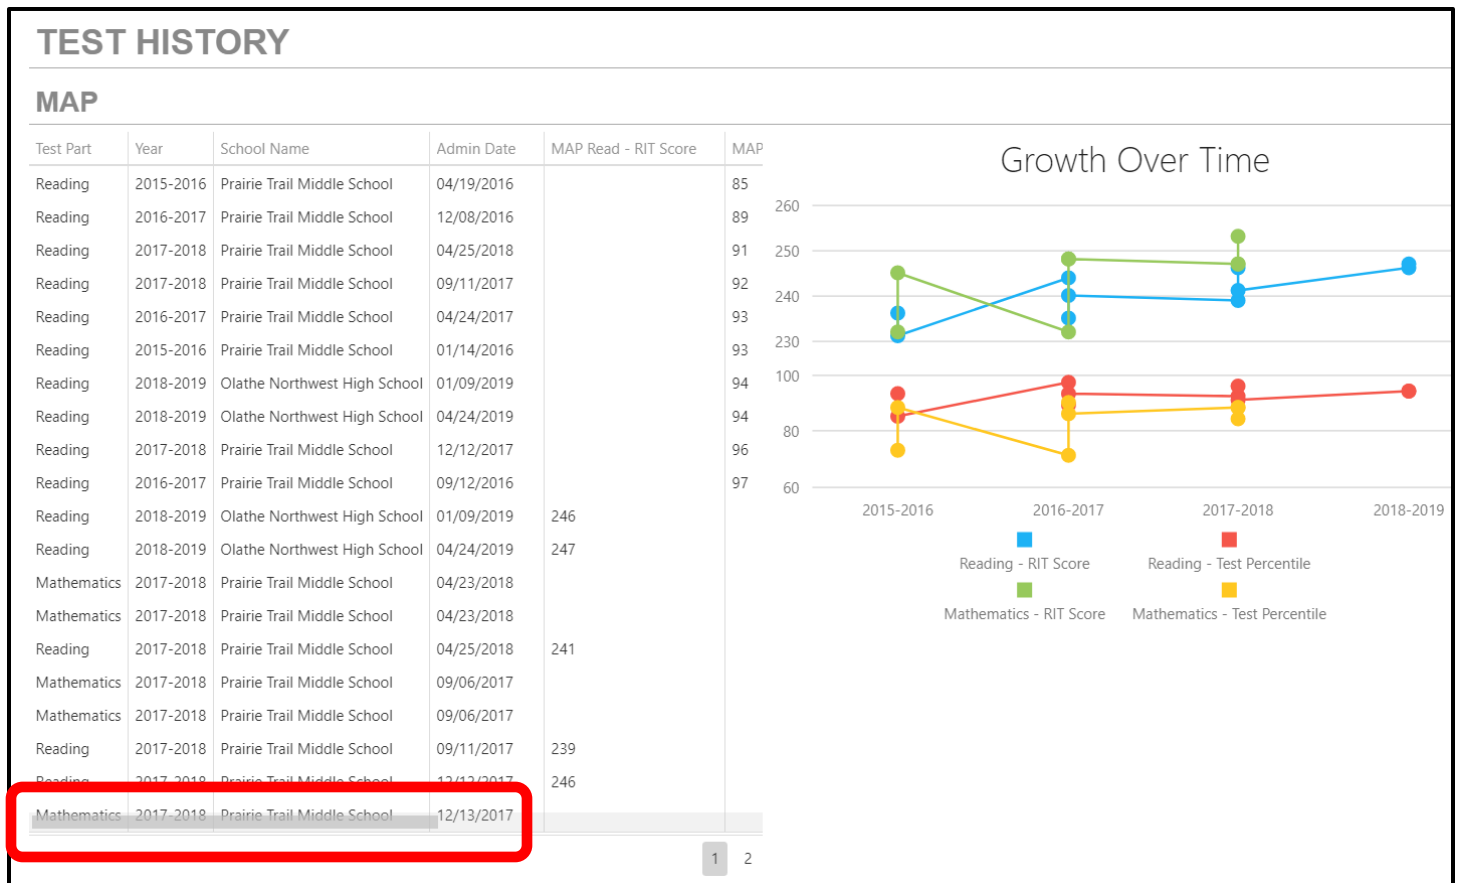 TEST HISTORY
MAP
Test Part Year School Name Admin Date MAP Read - RIT Score MAP
Reading 2015-2016 Prairie Trail Middle School 04/19/2016 85
Reading 2016-2017 Prairie Trail Middle School 12/08/2016 89
Reading 2017-2018 Prairie Trail Middle School 04/25/2018 91
Reading 2017-2018 Prairie Trail Middle School 09/11/2017 92
Reading 2016-2017 Prairie Trail Middle School 04/24/2017 93
Reading 2015-2016 Prairie Trail Middle School 01/14/2016 93
Reading 2018-2019 Olathe Northwest High School 01/09/2019 94
Reading 2018-2019 Olathe Northwest High School 04/24/2019 94
Reading 2017-2018 Prairie Trail Middle School 12/12/2017 96
Reading 2016-2017 Prairie Trail Middle School 09/12/2016 97
Reading 2018-2019 Olathe Northwest High School 01/09/2019 246
Reading 2018-2019 Olathe Northwest High School 04/24/2019 247
Mathematics 2017-2018 Prairie Trail Middle School 04/23/2018
Mathematics 2017-2018 Prairie Trail Middle School 04/23/2018
Reading 2017-2018 Prairie Trail Middle School 04/25/2018 241
Mathematics 2017-2018 Prairie Trail Middle School 09/06/2017
Mathematics 2017-2018 Prairie Trail Middle School 09/06/2017
Reading 2017-2018 Prairie Trail Middle School 09/11/2017 239
Reading 2017-2018 Prairie Trail Middle School 12/12/2017 246
Mathematics 2017-2018 Prairie Trail Middle School 12/13/2017
1 2
Growth Over Time
260
250
240
230
100
80
60
2015-2016 2016-2017 2017-2018 2018-2019
Reading - RIT Score Reading - Test Percentile
Mathematics - RIT Score Mathematics - Test Percentile